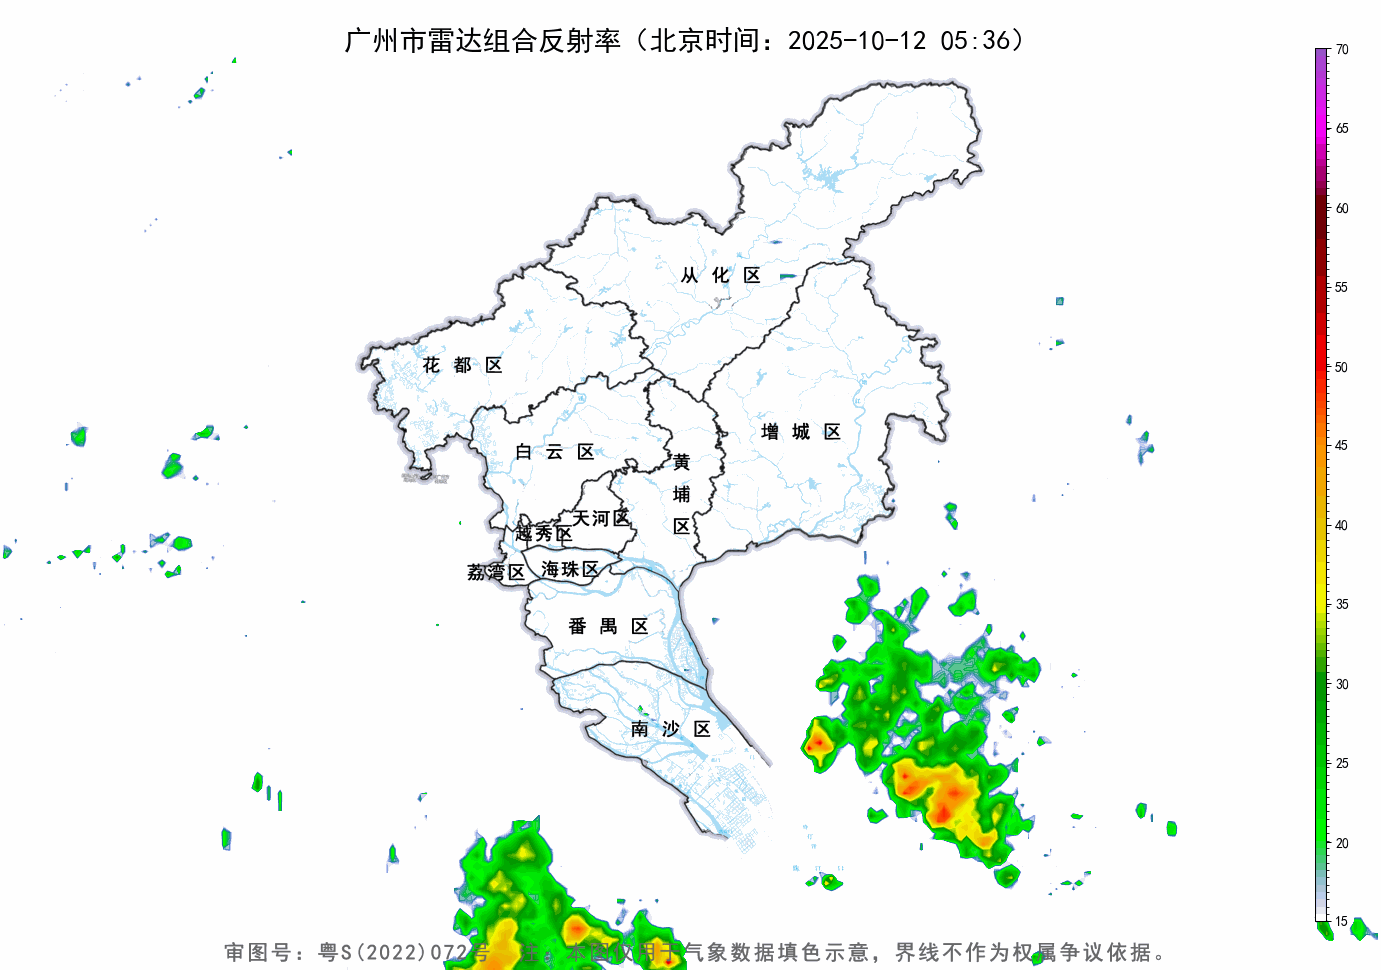 广州市雷达组合反射率（北京时间：2025-10-12 05:36）
70
65
60
55
50
45
40
35
30
25
20
15
从化区
花都区
增城区
白云区
黄埔区
天河区
越秀区
荔湾区
海珠区
番禺区
南沙区
审图号：粤S(2022)072号 注：本图仅用于气象数据填色示意，界线不作为权属争议依据。